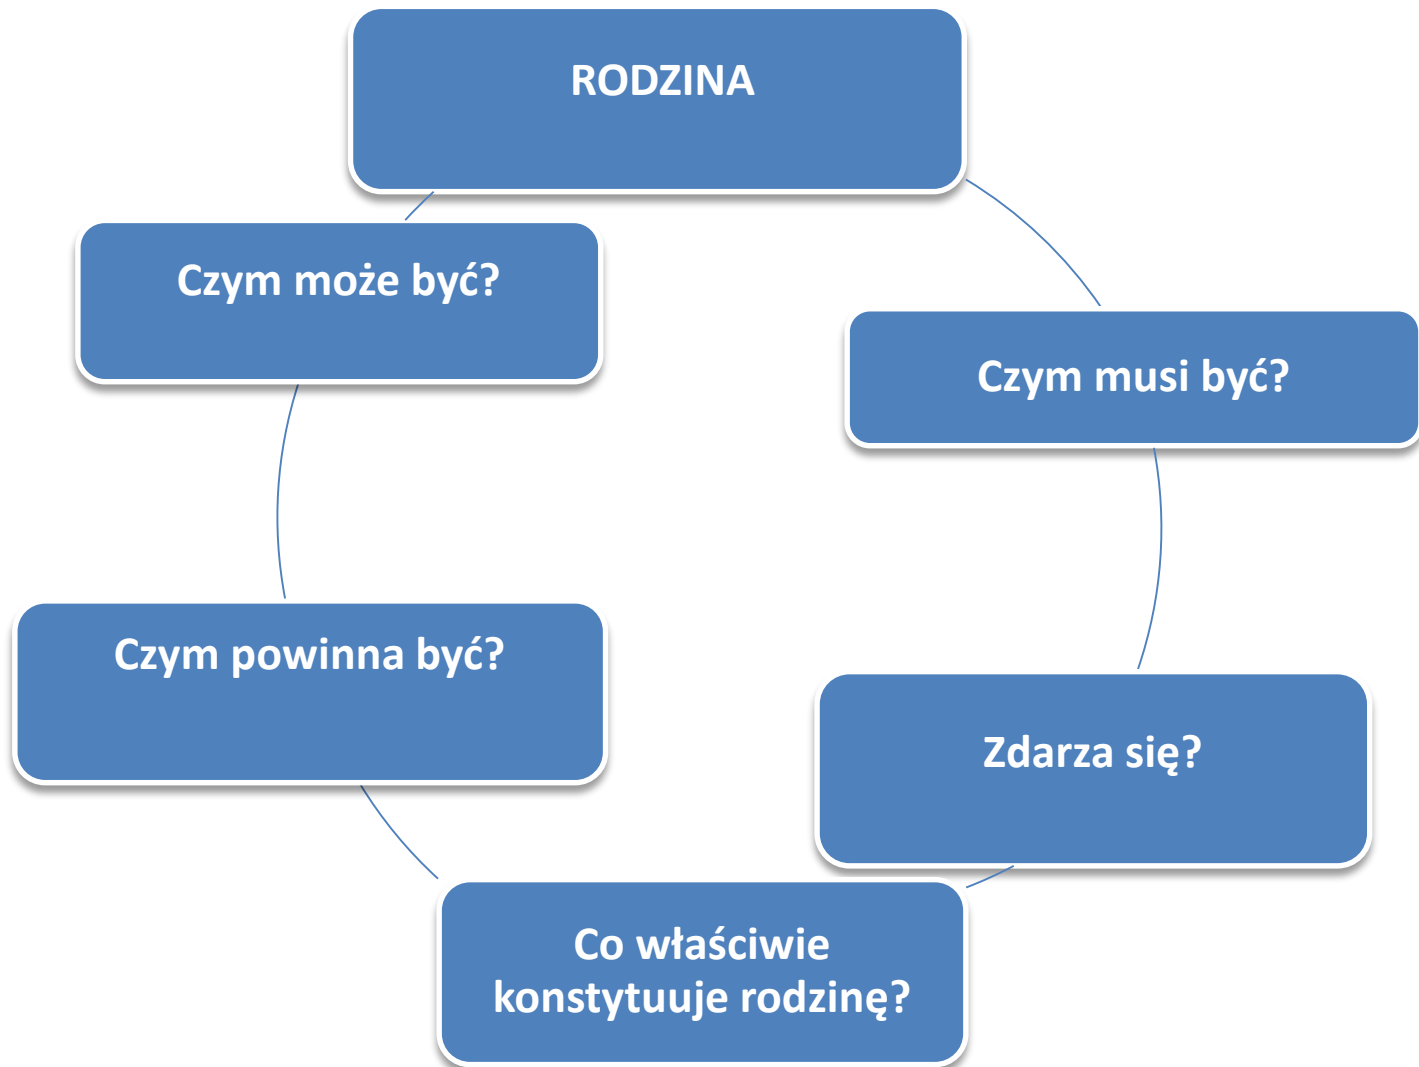 RODZINA
Czym może być?
Czym musi być?
Czym powinna być?
Zdarza się?
Co właściwie
konstytuuje rodzinę?